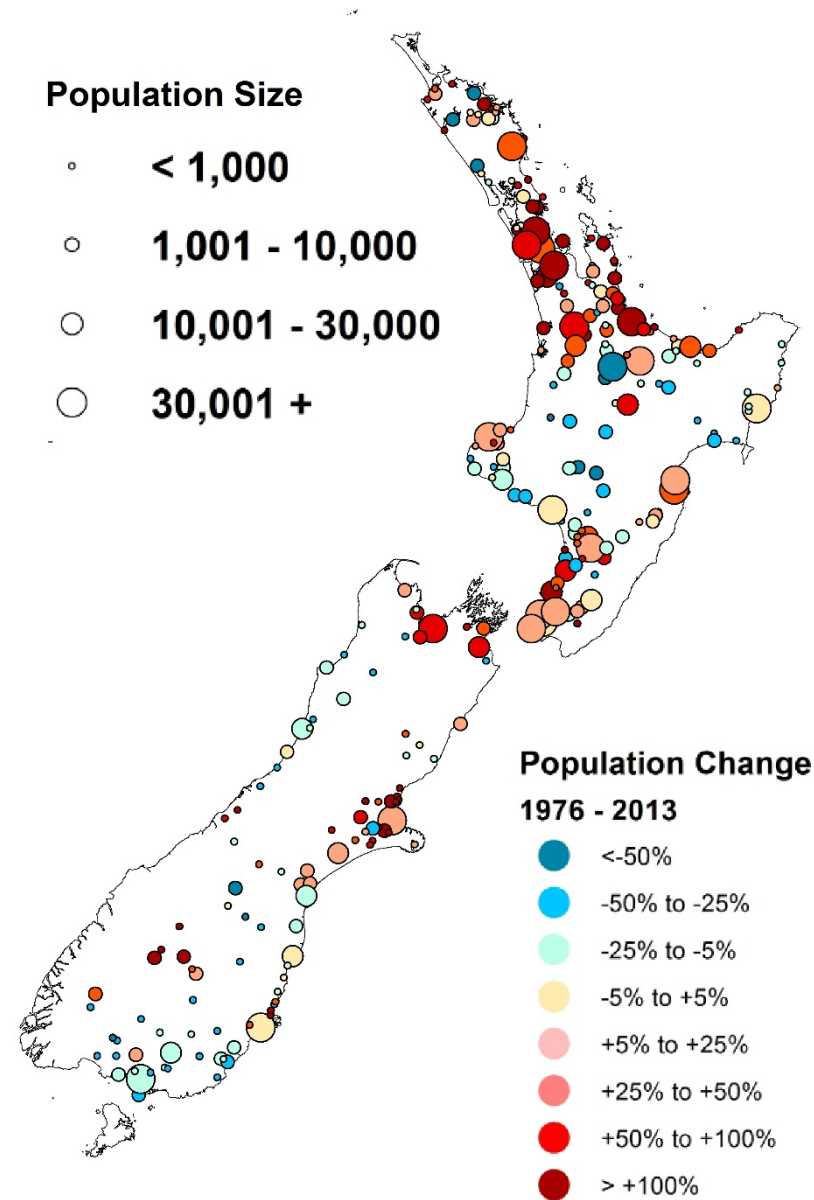 Population Size
< 1,000
1,001 - 10,000
10,001 - 30,000
30,001 +
Population Change
1976 - 2013
<-50%
-50% to -25%
-25% to -5%
-5% to +5%
+5% to +25%
+25% to +50%
+50% to +100%
> +100%